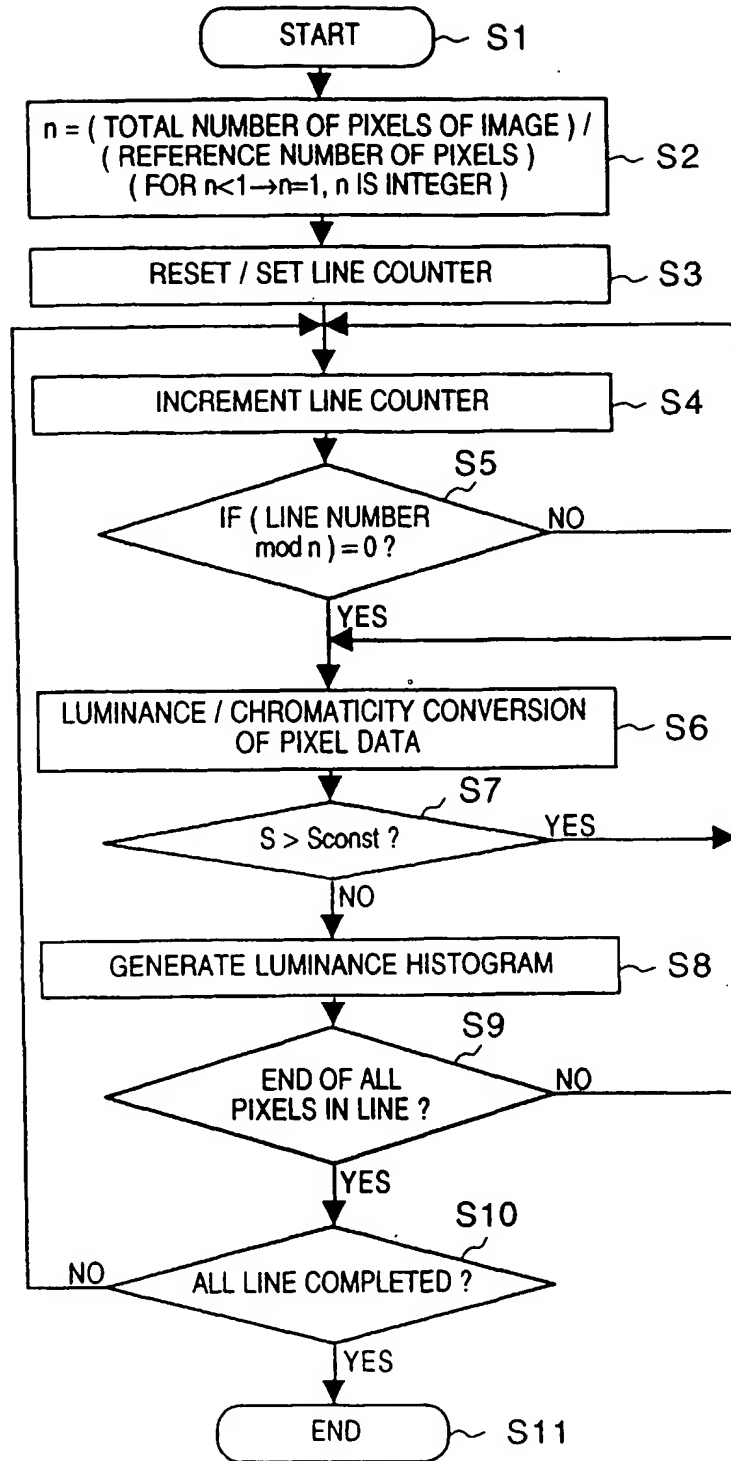 START
S1
n = ( TOTAL NUMBER OF PIXELS OF IMAGE ) /
( REFERENCE NUMBER OF PIXELS )
( FOR n<1→n=1, n IS INTEGER )
S2
RESET / SET LINE COUNTER
S3
INCREMENT LINE COUNTER
S4
S5
IF ( LINE NUMBER
mod n ) = 0 ?
NO
YES
LUMINANCE / CHROMATICITY CONVERSION
OF PIXEL DATA
S6
S7
S > Sconst ?
YES
NO
GENERATE LUMINANCE HISTOGRAM
S8
S9
END OF ALL
PIXELS IN LINE ?
NO
YES
S10
NO
ALL LINE COMPLETED ?
YES
END
S11